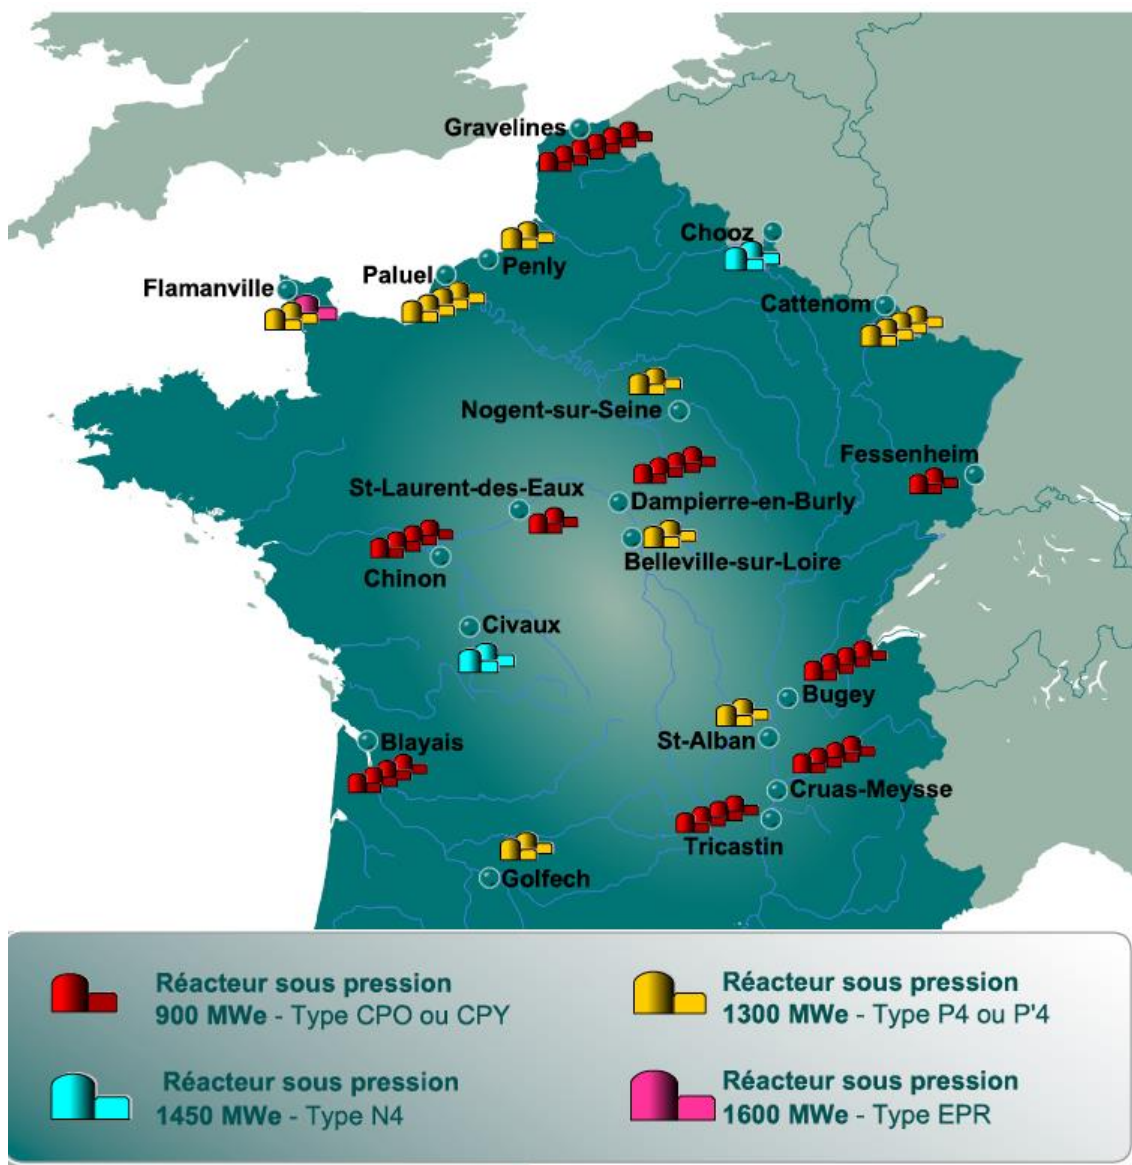 Gravelines
Chooz
Penly
Paluel
Flamanville
Cattenom
Nogent-sur-Seine
Fessenheim
St-Laurent-des-Eaux
Dampierre-en-Burly
Belleville-sur-Loire
Chinon
Civaux
Bugey
St-Alban
Blayais
Cruas-Meysse
Tricastin
Golfech
Réacteur sous pression
900 MWe - Type CPO ou CPY
Réacteur sous pression
1300 MWe - Type P4 ou P'4
Réacteur sous pression
1450 MWe - Type N4
Réacteur sous pression
1600 MWe - Type EPR